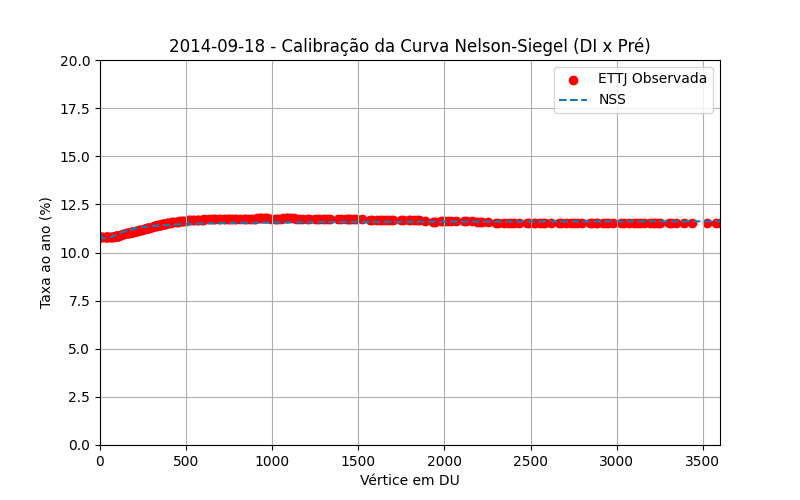 2014-09-18 - Calibração da Curva Nelson-Siegel (DI x Pré)
20.0
17.5
15.0
12.5
10.0
7.5
5.0
2.5
0.0
Taxa ao ano (%)
ETTJ Observada
NSS
0 500 1000 1500 2000 2500 3000 3500
Vértice em DU